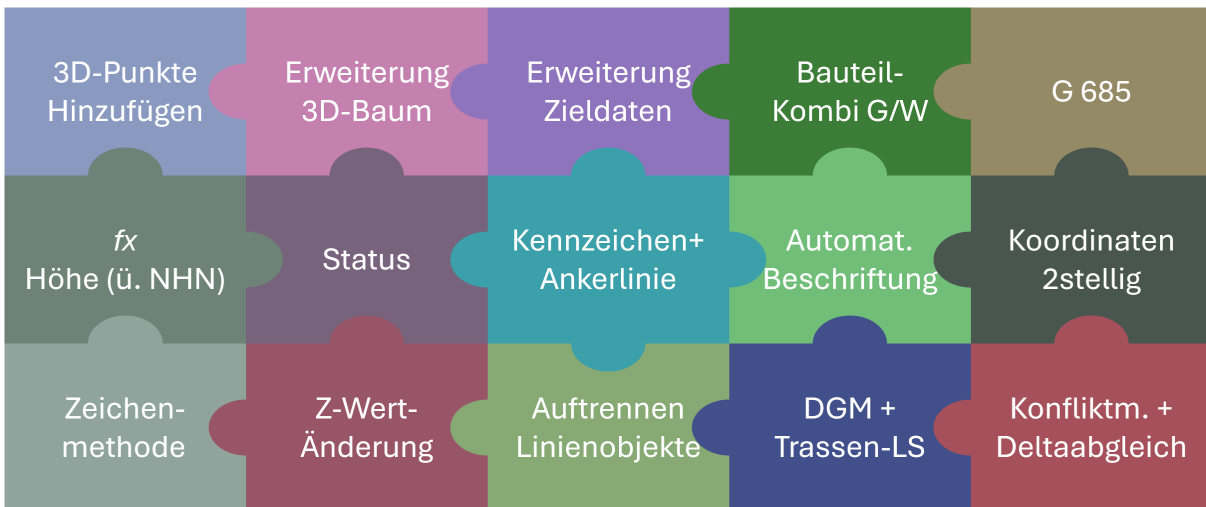 3D-Punkte
Hinzufügen
Erweiterung
3D-Baum
Erweiterung
Zieldaten
Bauteil-
Kombi G/W
G 685
fx
Höhe (ü. NHN)
Status
Kennzeichen+
Ankerlinie
Automat.
Beschriftung
Koordinaten
2stellig
Zeichen-
methode
Z-Wert-
Änderung
Auftrennen
Linienobjekte
DGM +
Trassen-LS
Konfliktm. +
Deltaabgleich